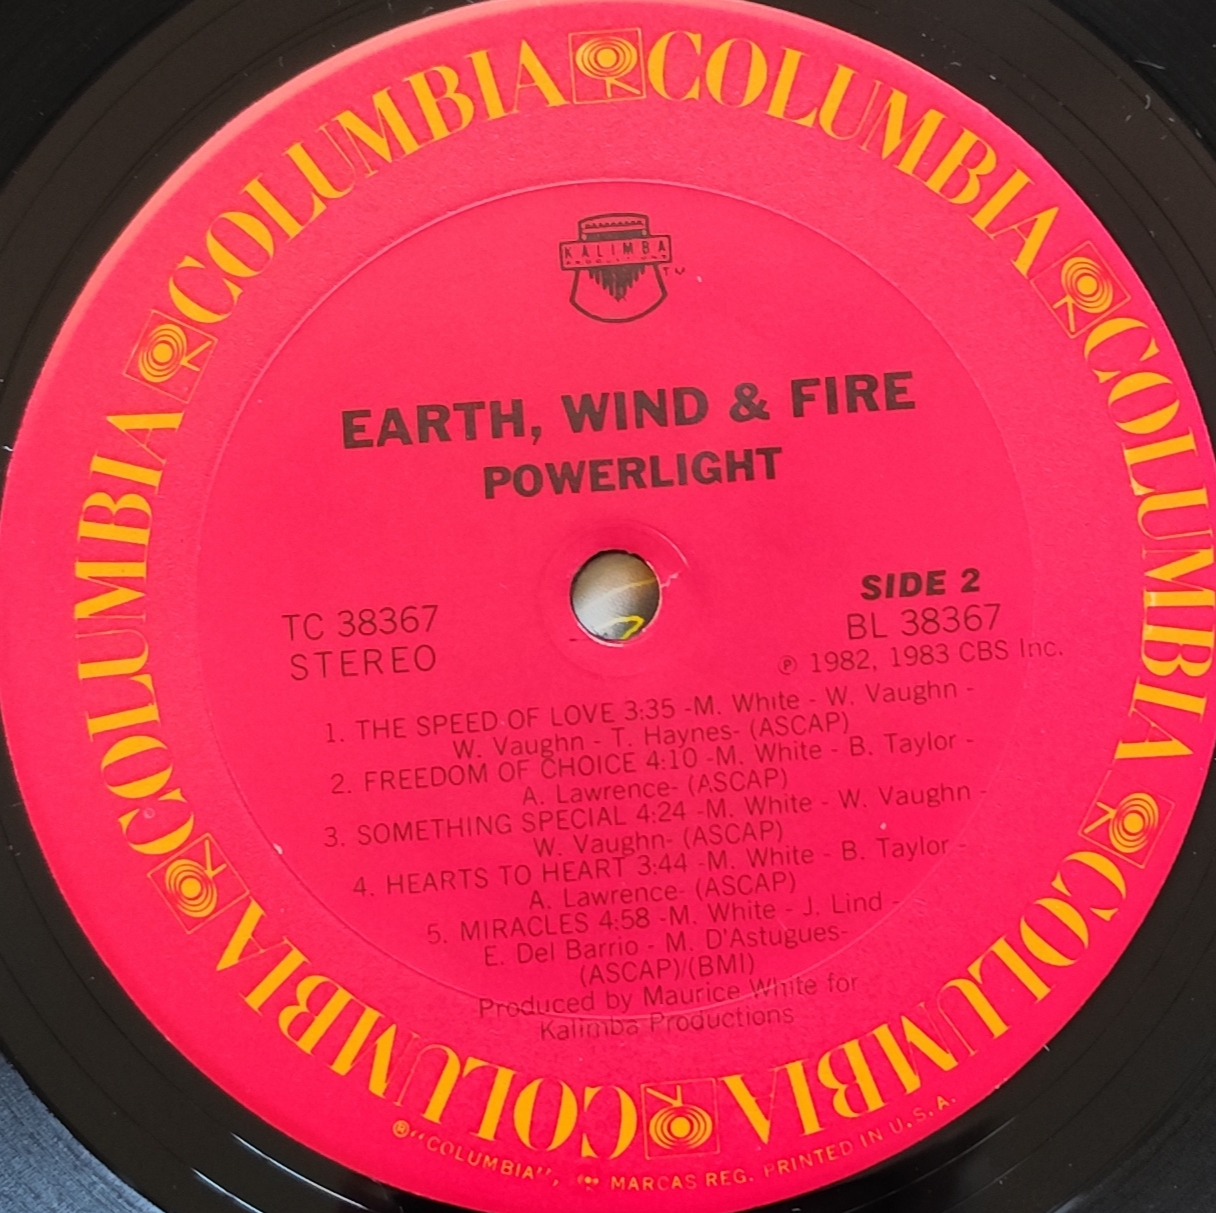 COLUMBIA COLUMBIA COLUMBIA COLUMBIA COLUMBIA COLUMBIA COLUMBIA COLUMBIA
KALIMBA
PRODUCTIONS
TM
EARTH, WIND & FIRE
POWERLIGHT
SIDE 2
TC 38367
BL 38367
STEREO
℗ 1982, 1983 CBS Inc.
1. THE SPEED OF LOVE 3:35 -M. White - W. Vaughn -
W. Vaughn - T. Haynes- (ASCAP)
2. FREEDOM OF CHOICE 4:10 -M. White - B. Taylor -
A. Lawrence- (ASCAP)
3. SOMETHING SPECIAL 4:24 -M. White - W. Vaughn -
W. Vaughn- (ASCAP)
4. HEARTS TO HEART 3:44 -M. White - B. Taylor -
A. Lawrence- (ASCAP)
5. MIRACLES 4:58 -M. White - J. Lind -
E. Del Barrio - M. D'Astugues-
(ASCAP)/(BMI)
Produced by Maurice White for
Kalimba Productions
®"COLUMBIA", MARCAS REG. PRINTED IN U.S.A.